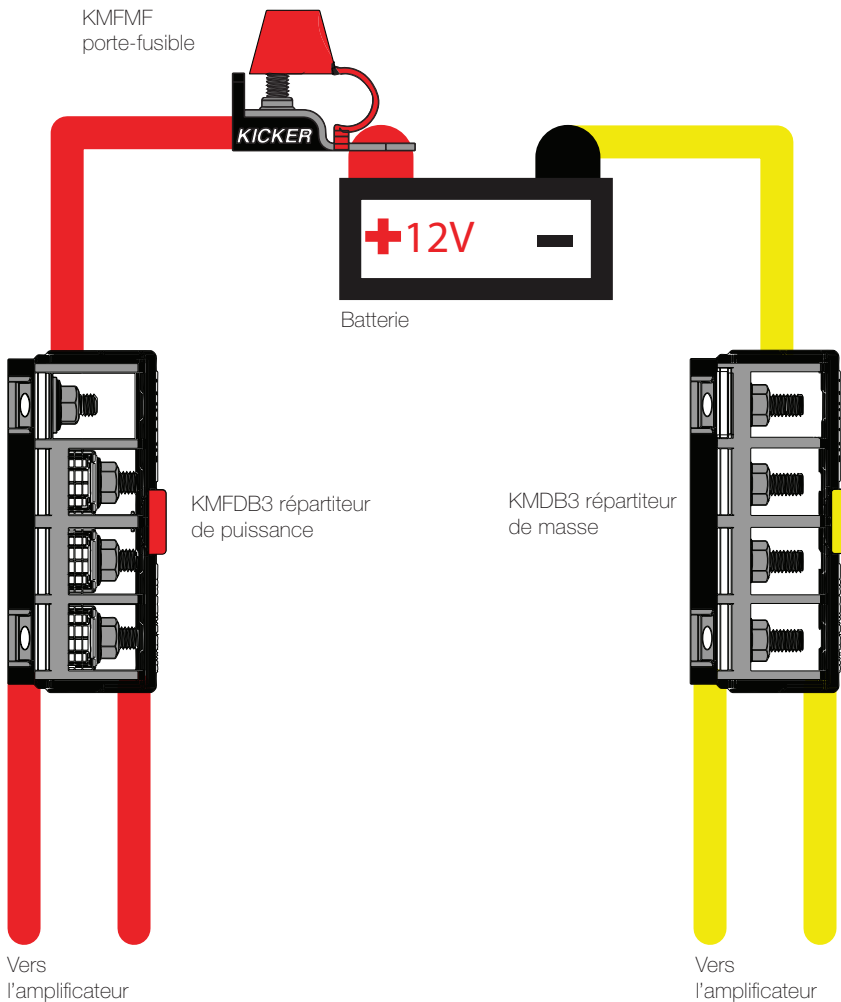 KMFMF
porte-fusible
KICKER
+12V −
Batterie
KMFDB3 répartiteur
de puissance
KMDB3 répartiteur
de masse
Vers
l’amplificateur
Vers
l’amplificateur